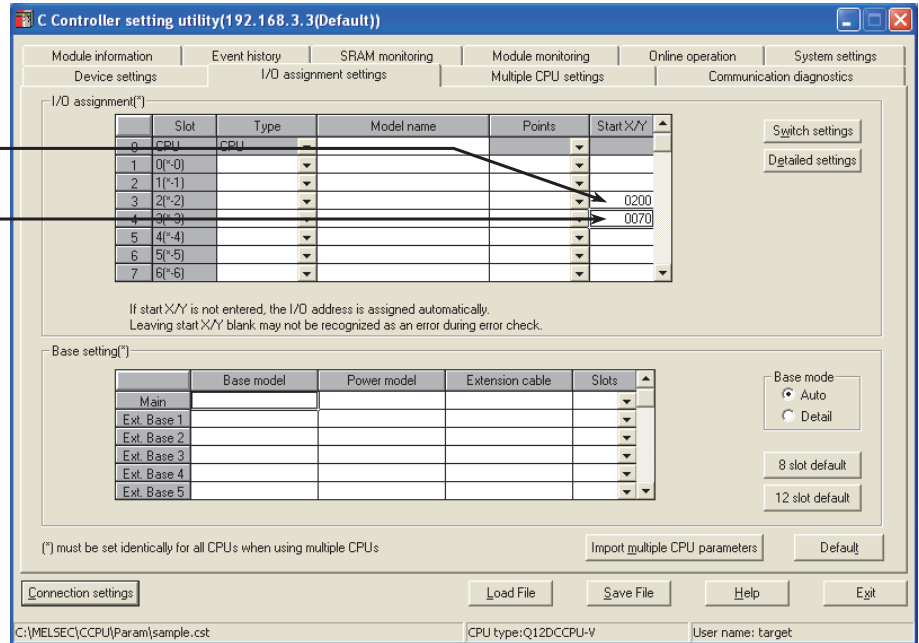 C Controller setting utility(192.168.3.3(Default))
Module information Event history SRAM monitoring Module monitoring Online operation System settings
Device settings I/O assignment settings Multiple CPU settings Communication diagnostics
I/O assignment(*)
Slot Type Model name Points Start X/Y
0 CPU CPU
1 0(*-0)
2 1(*-1)
3 2(*-2) 0200
4 3(*-3) 0070
5 4(*-4)
6 5(*-5)
7 6(*-6)
Switch settings
Detailed settings
If start X/Y is not entered, the I/O address is assigned automatically.
Leaving start X/Y blank may not be recognized as an error during error check.
Base setting(*)
Base model Power model Extension cable Slots
Main
Ext. Base 1
Ext. Base 2
Ext. Base 3
Ext. Base 4
Ext. Base 5
Base mode
Auto
Detail
8 slot default
12 slot default
(*) must be set identically for all CPUs when using multiple CPUs
Import multiple CPU parameters
Default
Connection settings
Load File
Save File
Help
Exit
C:\MELSEC\CCPU\Param\sample.cst
CPU type:Q12DCCPU-V
User name: target